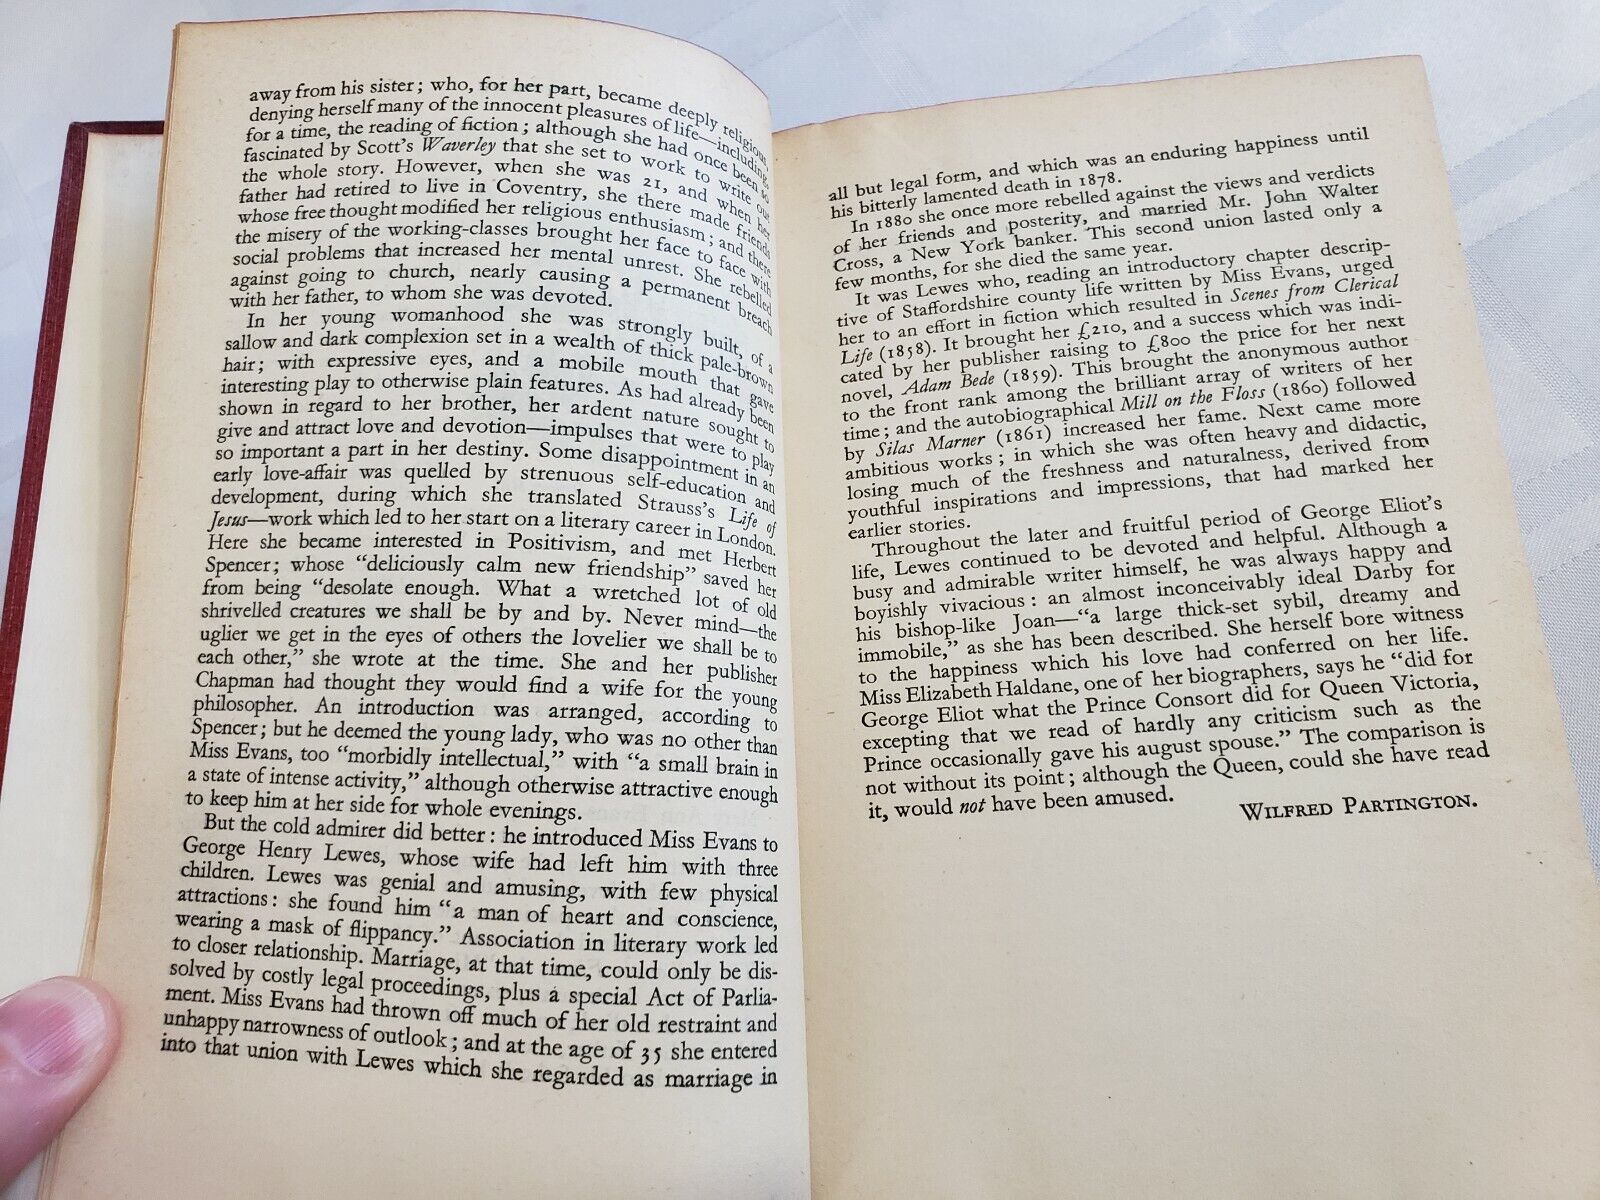 away from his sister; who, for her part, became deeply religious
denying herself many of the innocent pleasures of life—including,
for a time, the reading of fiction; although she had once been so
fascinated by Scott's Waverley that she set to work to write out
the whole story. However, when she was 21, and when her
father had retired to live in Coventry, she there made friends
whose free thought modified her religious enthusiasm; and there
the misery of the working-classes brought her face to face with
social problems that increased her mental unrest. She rebelled
against going to church, nearly causing a permanent breach
with her father, to whom she was devoted.
In her young womanhood she was strongly built, of a
sallow and dark complexion set in a wealth of thick pale-brown
hair; with expressive eyes, and a mobile mouth that gave
interesting play to otherwise plain features. As had already been
shown in regard to her brother, her ardent nature sought to
give and attract love and devotion—impulses that were to play
so important a part in her destiny. Some disappointment in an
early love-affair was quelled by strenuous self-education and
development, during which she translated Strauss's Life of
Jesus—work which led to her start on a literary career in London.
Here she became interested in Positivism, and met Herbert
Spencer; whose "deliciously calm new friendship" saved her
from being "desolate enough. What a wretched lot of old
shrivelled creatures we shall be by and by. Never mind—the
uglier we get in the eyes of others the lovelier we shall be to
each other," she wrote at the time. She and her publisher
Chapman had thought they would find a wife for the young
philosopher. An introduction was arranged, according to
Spencer; but he deemed the young lady, who was no other than
Miss Evans, too "morbidly intellectual," with "a small brain in
a state of intense activity," although otherwise attractive enough
to keep him at her side for whole evenings.
But the cold admirer did better: he introduced Miss Evans to
George Henry Lewes, whose wife had left him with three
children. Lewes was genial and amusing, with few physical
attractions: she found him "a man of heart and conscience,
wearing a mask of flippancy." Association in literary work led
to closer relationship. Marriage, at that time, could only be dis-
solved by costly legal proceedings, plus a special Act of Parlia-
ment. Miss Evans had thrown off much of her old restraint and
unhappy narrowness of outlook; and at the age of 35 she entered
into that union with Lewes which she regarded as marriage in
all but legal form, and which was an enduring happiness until
his bitterly lamented death in 1878.
In 1880 she once more rebelled against the views and verdicts
of her friends and posterity, and married Mr. John Walter
Cross, a New York banker. This second union lasted only a
few months, for she died the same year.
It was Lewes who, reading an introductory chapter descrip-
tive of Staffordshire county life written by Miss Evans, urged
her to an effort in fiction which resulted in Scenes from Clerical
Life (1858). It brought her £210, and a success which was indi-
cated by her publisher raising to £800 the price for her next
novel, Adam Bede (1859). This brought the anonymous author
to the front rank among the brilliant array of writers of her
time; and the autobiographical Mill on the Floss (1860) followed
by Silas Marner (1861) increased her fame. Next came more
ambitious works; in which she was often heavy and didactic,
losing much of the freshness and naturalness, derived from
youthful inspirations and impressions, that had marked her
earlier stories.
Throughout the later and fruitful period of George Eliot's
life, Lewes continued to be devoted and helpful. Although a
busy and admirable writer himself, he was always happy and
boyishly vivacious: an almost inconceivably ideal Darby for
his bishop-like Joan—"a large thick-set sybil, dreamy and
immobile," as she has been described. She herself bore witness
to the happiness which his love had conferred on her life.
Miss Elizabeth Haldane, one of her biographers, says he "did for
George Eliot what the Prince Consort did for Queen Victoria,
excepting that we read of hardly any criticism such as the
Prince occasionally gave his august spouse." The comparison is
not without its point; although the Queen, could she have read
it, would not have been amused.
WILFRED PARTINGTON.